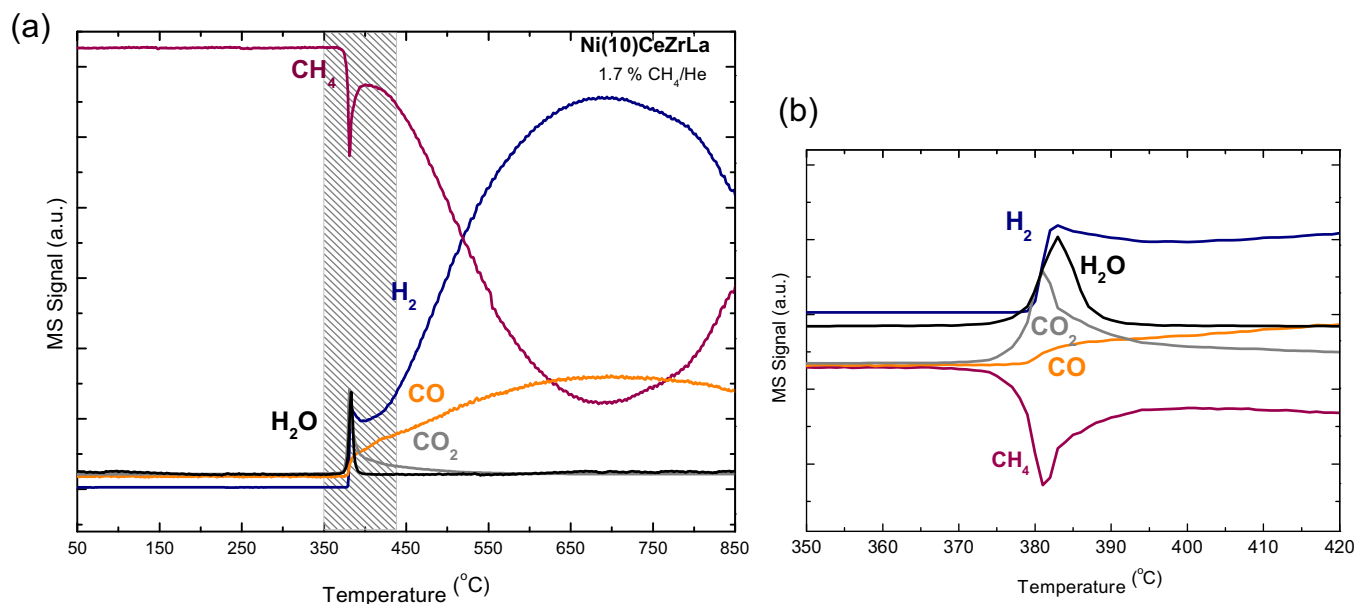 (a)
Ni(10)CeZrLa
1.7 % CH₄/He
CH₄
H₂
CO
H₂O
CO₂
MS Signal (a.u.)
50 150 250 350 450 550 650 750 850
Temperature (°C)
(b)
H₂
H₂O
CO₂
CO
CH₄
MS Signal (a.u.)
350 360 370 380 390 400 410 420
Temperature (°C)